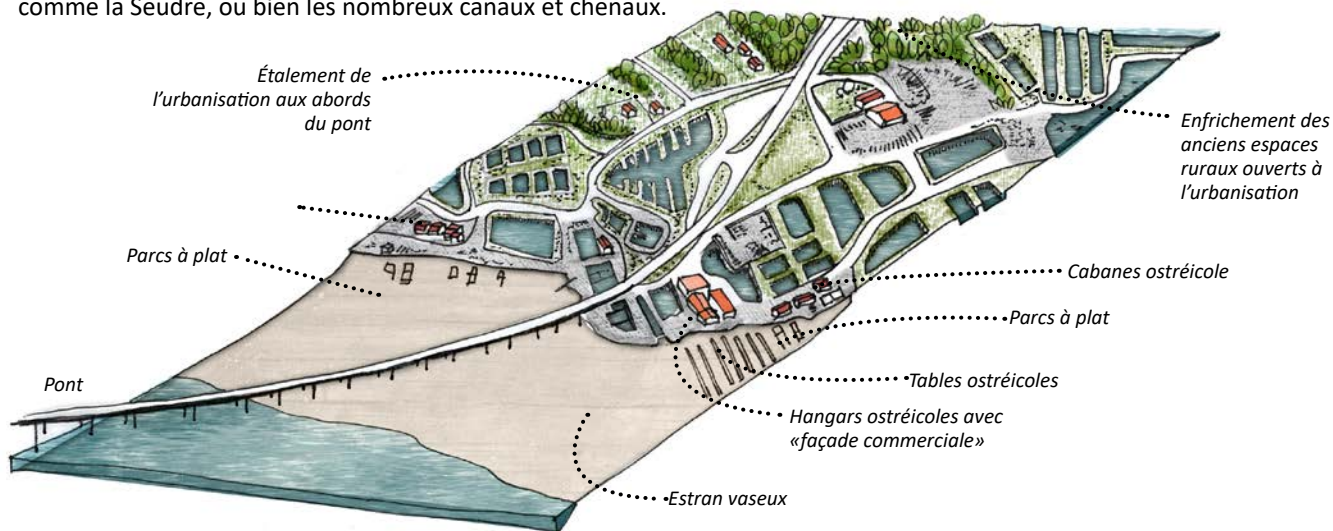 comme la Seudre, ou bien les nombreux canaux et chenaux.
Étalement de
l'urbanisation aux abords
du pont
Enfrichement des
anciens espaces
ruraux ouverts à
l'urbanisation
Parcs à plat
Cabanes ostréicole
Parcs à plat
Pont
Tables ostréicoles
Hangars ostréicoles avec
«façade commerciale»
Estran vaseux